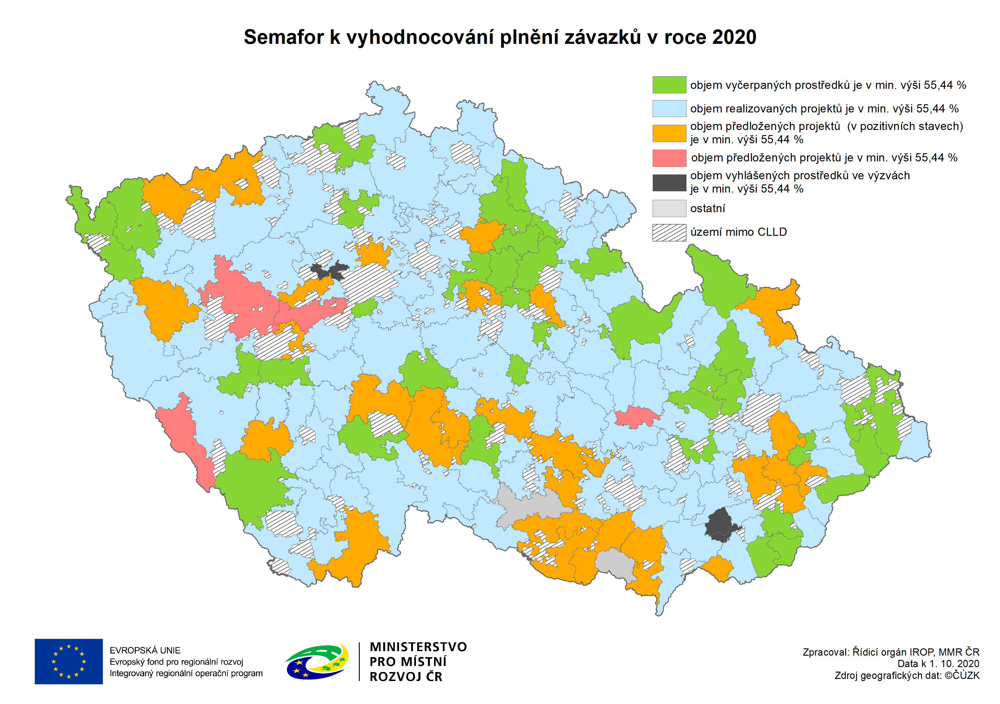 Semafor k vyhodnocování plnění závazků v roce 2020
objem vyčerpaných prostředků je v min. výši 55,44 %
objem realizovaných projektů je v min. výši 55,44 %
objem předložených projektů (v pozitivních stavech)
je v min. výši 55,44 %
objem předložených projektů je v min. výši 55,44 %
objem vyhlášených prostředků ve výzvách
je v min. výši 55,44 %
ostatní
území mimo CLLD
EVROPSKÁ UNIE
Evropský fond pro regionální rozvoj
Integrovaný regionální operační program
MINISTERSTVO
PRO MÍSTNÍ
ROZVOJ ČR
Zpracoval: Řídicí orgán IROP, MMR ČR
Data k 1. 10. 2020
Zdroj geografických dat: ©ČÚZK